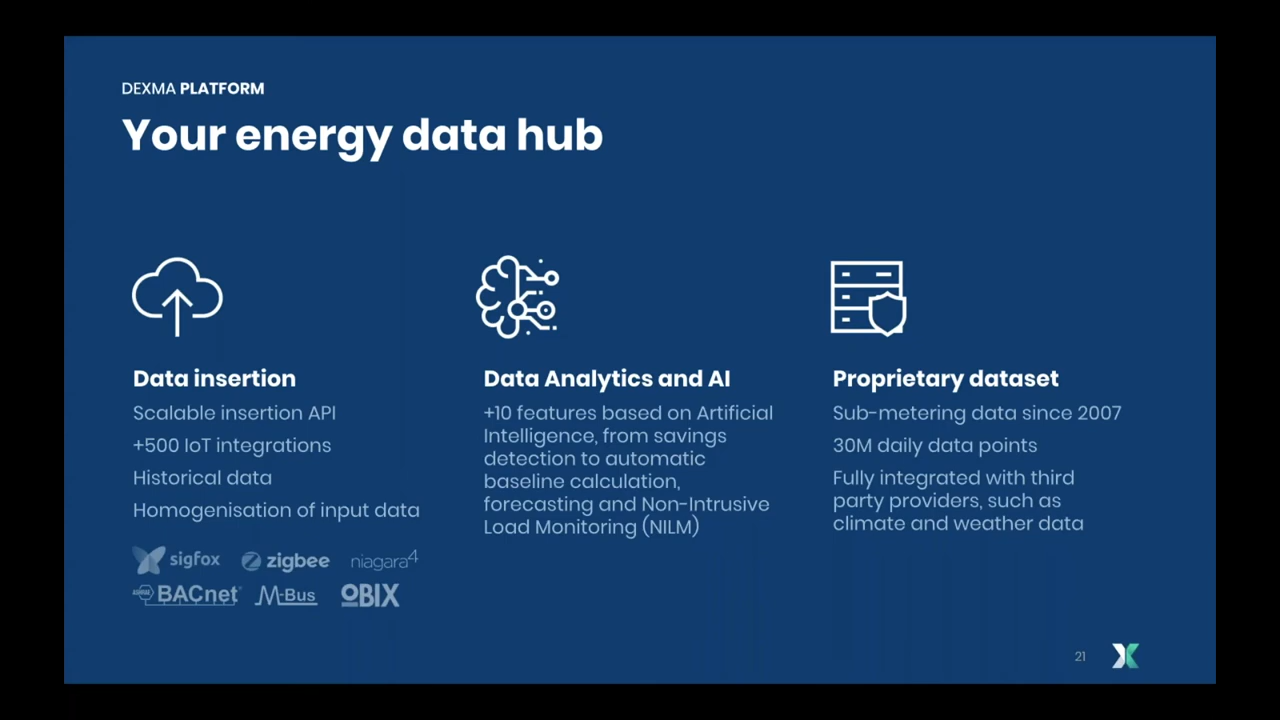 DEXMA PLATFORM
Your energy data hub
Data insertion
Scalable insertion API
+500 IoT integrations
Historical data
Homogenisation of input data
sigfox zigbee niagara4
ASHRAE BACnet™ M-Bus OBIX
Data Analytics and AI
+10 features based on Artificial
Intelligence, from savings
detection to automatic
baseline calculation,
forecasting and Non-Intrusive
Load Monitoring (NILM)
Proprietary dataset
Sub-metering data since 2007
30M daily data points
Fully integrated with third
party providers, such as
climate and weather data
21